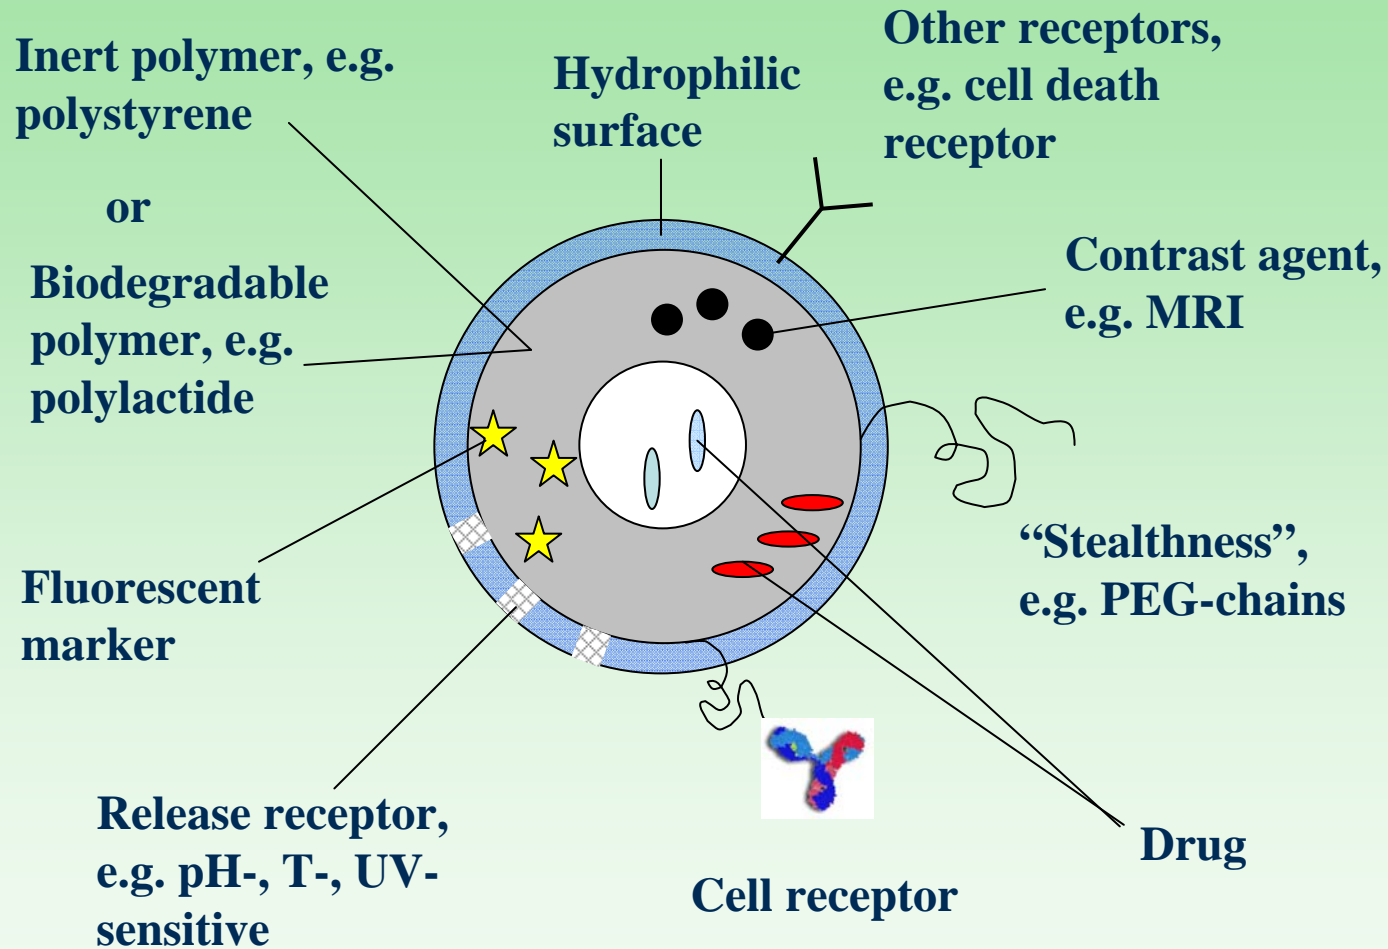 Inert polymer, e.g.
polystyrene
or
Biodegradable
polymer, e.g.
polylactide
Hydrophilic
surface
Other receptors,
e.g. cell death
receptor
Contrast agent,
e.g. MRI
“Stealthness”,
e.g. PEG-chains
Fluorescent
marker
Release receptor,
e.g. pH-, T-, UV-
sensitive
Cell receptor
Drug